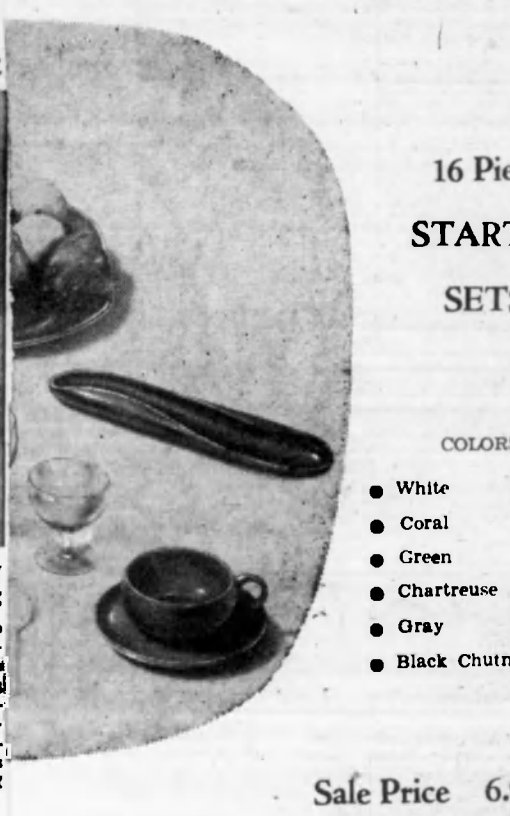 16 Pie
START
SETS
COLORS
● White
● Coral
● Green
● Chartreuse
● Gray
● Black Chutn
Sale Price 6.